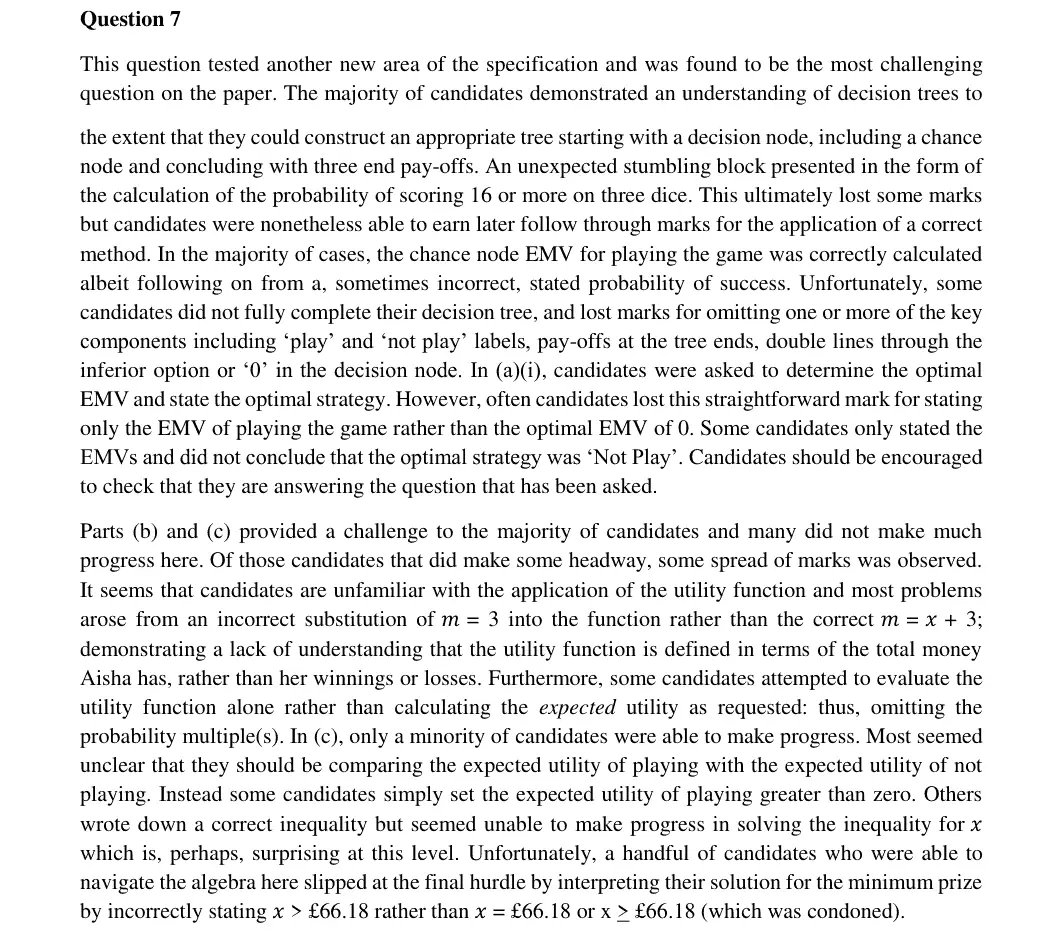 Question 7
This question tested another new area of the specification and was found to be the most challenging
question on the paper. The majority of candidates demonstrated an understanding of decision trees to
the extent that they could construct an appropriate tree starting with a decision node, including a chance
node and concluding with three end pay-offs. An unexpected stumbling block presented in the form of
the calculation of the probability of scoring 16 or more on three dice. This ultimately lost some marks
but candidates were nonetheless able to earn later follow through marks for the application of a correct
method. In the majority of cases, the chance node EMV for playing the game was correctly calculated
albeit following on from a, sometimes incorrect, stated probability of success. Unfortunately, some
candidates did not fully complete their decision tree, and lost marks for omitting one or more of the key
components including ‘play’ and ‘not play’ labels, pay-offs at the tree ends, double lines through the
inferior option or ‘0’ in the decision node. In (a)(i), candidates were asked to determine the optimal
EMV and state the optimal strategy. However, often candidates lost this straightforward mark for stating
only the EMV of playing the game rather than the optimal EMV of 0. Some candidates only stated the
EMVs and did not conclude that the optimal strategy was ‘Not Play’. Candidates should be encouraged
to check that they are answering the question that has been asked.
Parts (b) and (c) provided a challenge to the majority of candidates and many did not make much
progress here. Of those candidates that did make some headway, some spread of marks was observed.
It seems that candidates are unfamiliar with the application of the utility function and most problems
arose from an incorrect substitution of m = 3 into the function rather than the correct m = x + 3;
demonstrating a lack of understanding that the utility function is defined in terms of the total money
Aisha has, rather than her winnings or losses. Furthermore, some candidates attempted to evaluate the
utility function alone rather than calculating the expected utility as requested: thus, omitting the
probability multiple(s). In (c), only a minority of candidates were able to make progress. Most seemed
unclear that they should be comparing the expected utility of playing with the expected utility of not
playing. Instead some candidates simply set the expected utility of playing greater than zero. Others
wrote down a correct inequality but seemed unable to make progress in solving the inequality for x
which is, perhaps, surprising at this level. Unfortunately, a handful of candidates who were able to
navigate the algebra here slipped at the final hurdle by interpreting their solution for the minimum prize
by incorrectly stating x > £66.18 rather than x = £66.18 or x ≥ £66.18 (which was condoned).